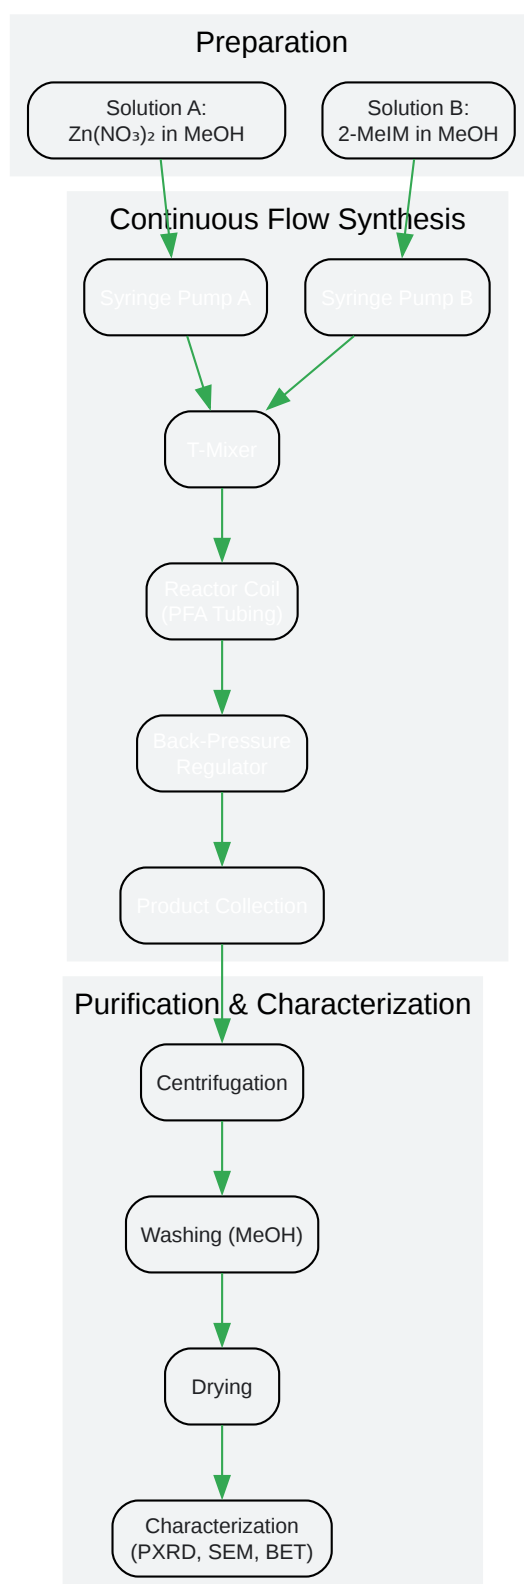 Preparation
Solution A:
Zn(NO₃)₂ in MeOH
Solution B:
2-MeIM in MeOH
Continuous Flow Synthesis
Syringe Pump A
Syringe Pump B
T-Mixer
Reactor Coil
(PFA Tubing)
Back-Pressure
Regulator
Product Collection
Purification & Characterization
Centrifugation
Washing (MeOH)
Drying
Characterization
(PXRD, SEM, BET)